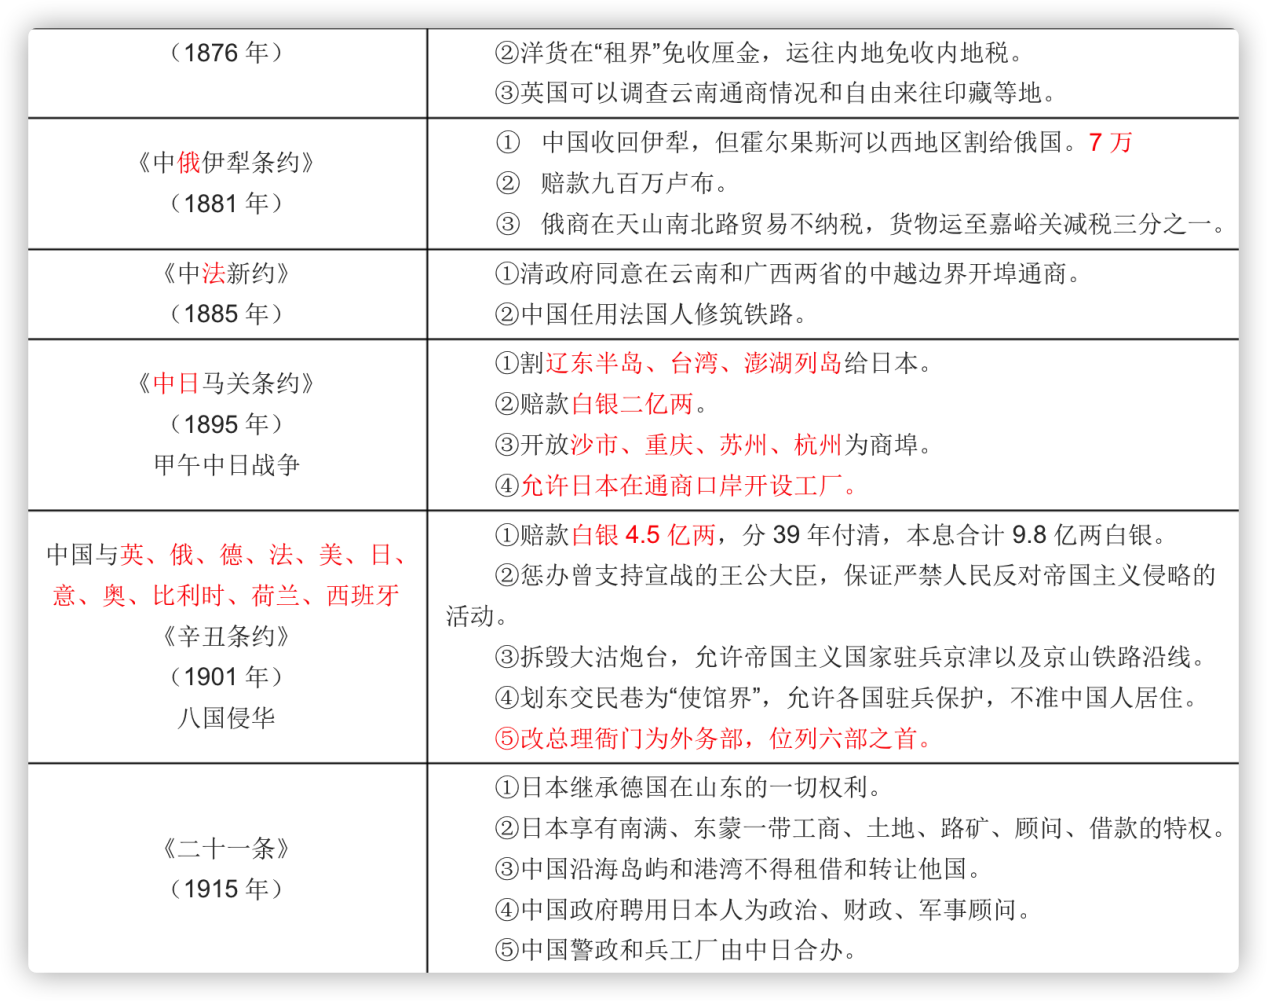 （1876 年）
②洋货在“租界”免收厘金，运往内地免收内地税。
③英国可以调查云南通商情况和自由来往印藏等地。
《中俄伊犁条约》
（1881 年）
① 中国收回伊犁，但霍尔果斯河以西地区割给俄国。7 万
② 赔款九百万卢布。
③ 俄商在天山南北路贸易不纳税，货物运至嘉峪关减税三分之一。
《中法新约》
（1885 年）
①清政府同意在云南和广西两省的中越边界开埠通商。
②中国任用法国人修筑铁路。
《中日马关条约》
（1895 年）
甲午中日战争
①割辽东半岛、台湾、澎湖列岛给日本。
②赔款白银二亿两。
③开放沙市、重庆、苏州、杭州为商埠。
④允许日本在通商口岸开设工厂。
中国与英、俄、德、法、美、日、
意、奥、比利时、荷兰、西班牙
《辛丑条约》
（1901 年）
八国侵华
①赔款白银 4.5 亿两，分 39 年付清，本息合计 9.8 亿两白银。
②惩办曾支持宣战的王公大臣，保证严禁人民反对帝国主义侵略的
活动。
③拆毁大沽炮台，允许帝国主义国家驻兵京津以及京山铁路沿线。
④划东交民巷为“使馆界”，允许各国驻兵保护，不准中国人居住。
⑤改总理衙门为外务部，位列六部之首。
《二十一条》
（1915 年）
①日本继承德国在山东的一切权利。
②日本享有南满、东蒙一带工商、土地、路矿、顾问、借款的特权。
③中国沿海岛屿和港湾不得租借和转让他国。
④中国政府聘用日本人为政治、财政、军事顾问。
⑤中国警政和兵工厂由中日合办。